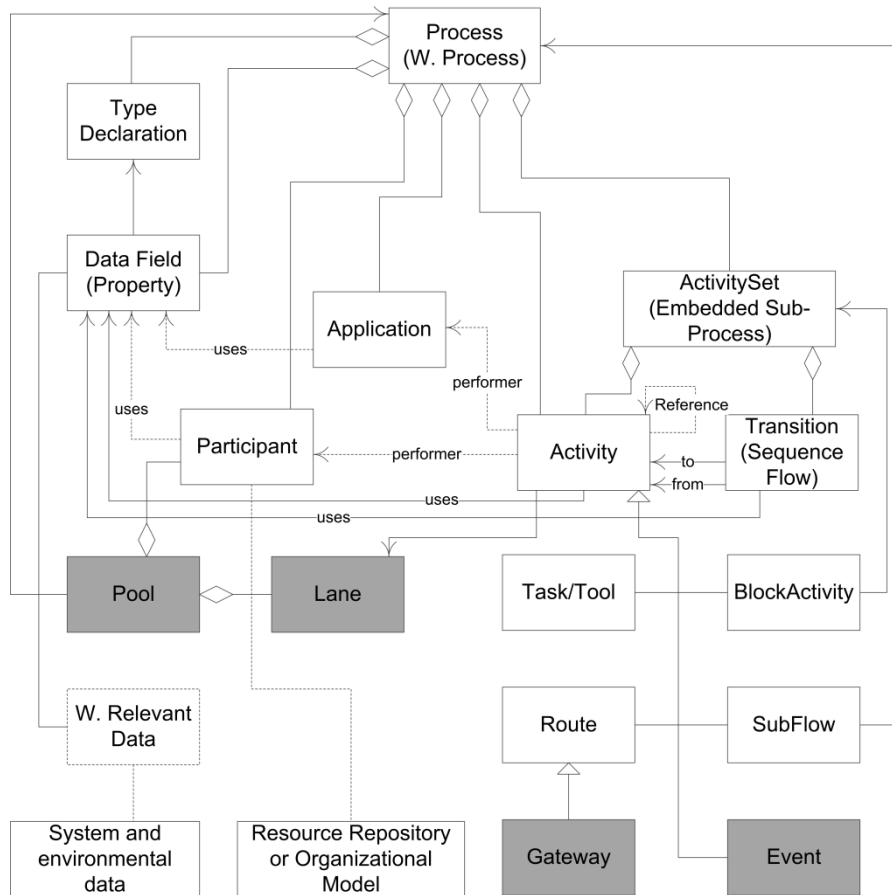 Process
(W. Process)
Type
Declaration
Data Field
(Property)
ActivitySet
(Embedded Sub-
Process)
Application
uses
performer
uses
Reference
Participant
performer
Activity
Transition
(Sequence
Flow)
to
from
uses
uses
Pool
Lane
Task/Tool
BlockActivity
W. Relevant
Data
Route
SubFlow
System and
environmental
data
Resource Repository
or Organizational
Model
Gateway
Event